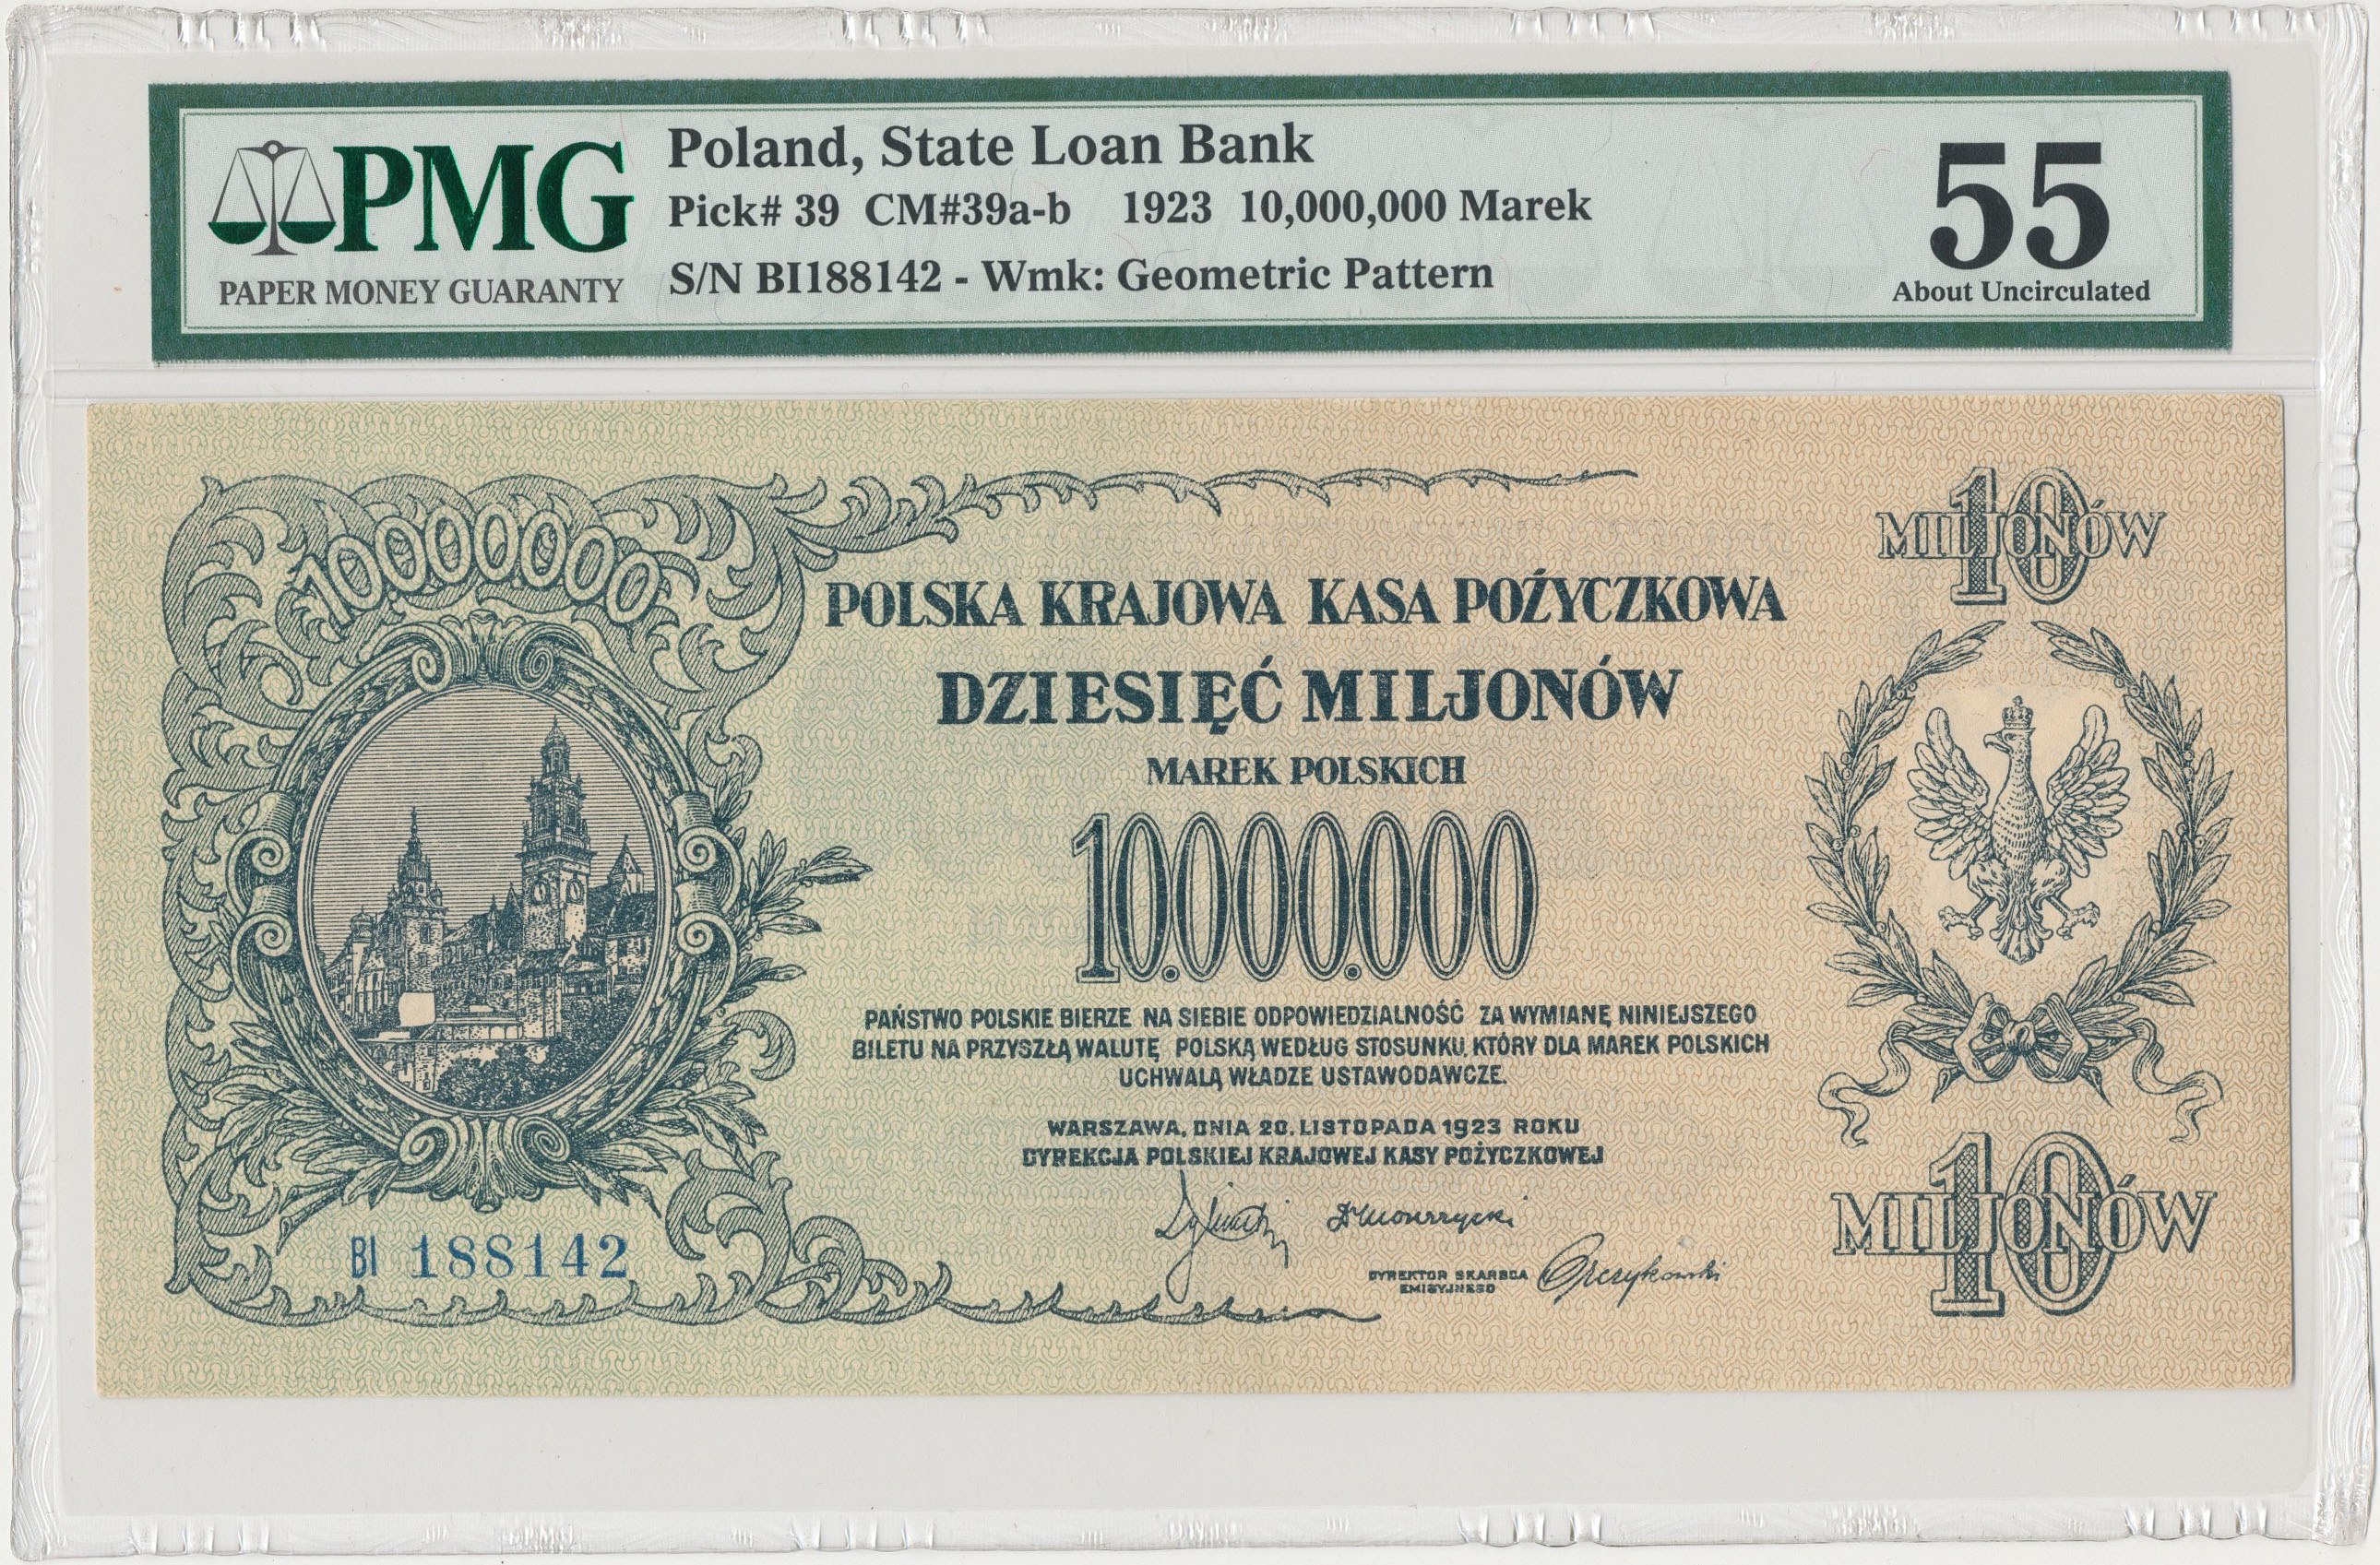 PMG
PAPER MONEY GUARANTY
Poland, State Loan Bank
Pick# 39 CM#39a-b 1923 10,000,000 Marek
S/N BI188142 - Wmk: Geometric Pattern
55
About Uncirculated
10.000.000
10
MILJONÓW
POLSKA KRAJOWA KASA POŻYCZKOWA
DZIESIĘĆ MILJONÓW
MAREK POLSKICH
10.000.000
PAŃSTWO POLSKIE BIERZE NA SIEBIE ODPOWIEDZIALNOŚĆ ZA WYMIANĘ NINIEJSZEGO
BILETU NA PRZYSZŁĄ WALUTĘ POLSKĄ WEDŁUG STOSUNKU, KTÓRY DLA MAREK POLSKICH
UCHWALĄ WŁADZE USTAWODAWCZE.
WARSZAWA, DNIA 20. LISTOPADA 1923 ROKU
DYREKCJA POLSKIEJ KRAJOWEJ KASY POŻYCZKOWEJ
BI 188142
DYREKTOR SKARBCA
EMISYJNEGO
10
MILJONÓW